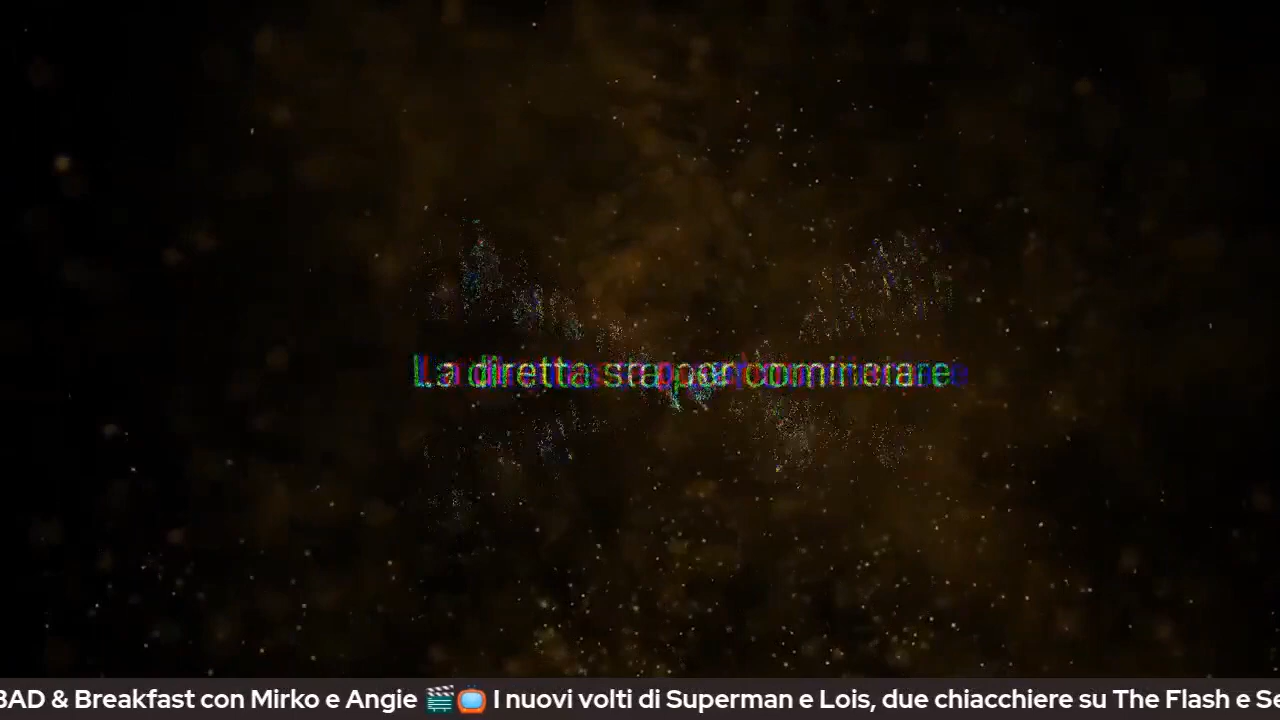 La diretta sta per cominciare
BAD & Breakfast con Mirko e Angie 🎬📺 I nuovi volti di Superman e Lois, due chiacchiere su The Flash e Se